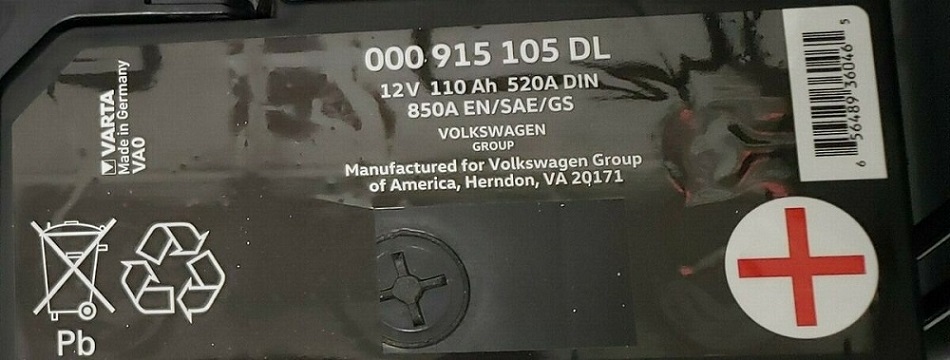 000 915 105 DL
12V 110 Ah 520A DIN
850A EN/SAE/GS
VOLKSWAGEN
GROUP
Manufactured for Volkswagen Group
of America, Herndon, VA 20171
VARTA
Made in Germany
VA0
6 56489 36046 5
Pb